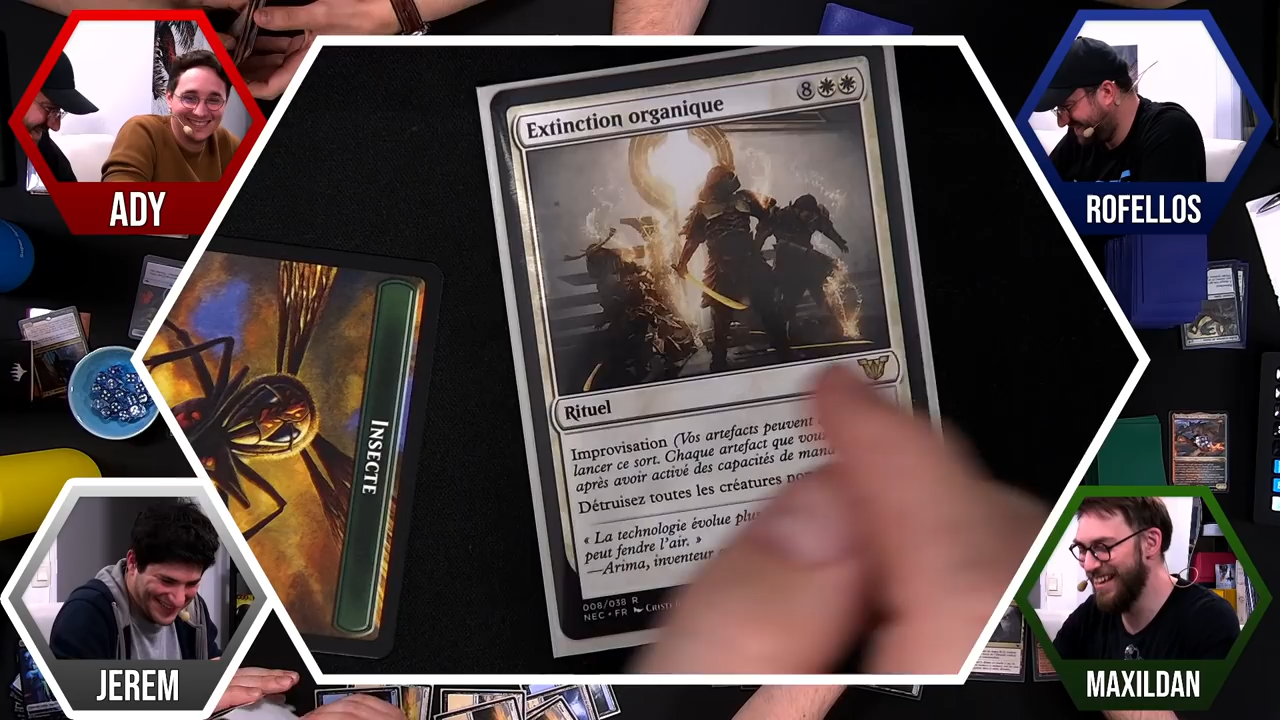 ADY
ROFELLOS
Extinction organique
8
INSECTE
Rituel
Improvisation (Vos artefacts peuvent
lancer ce sort. Chaque artefact que vou
après avoir activé des capacités de mana
Détruisez toutes les créatures non
« La technologie évolue plus
peut fendre l'air. »
—Arima, inventeur
008/038 R
NEC • FR
JEREM
MAXILDAN